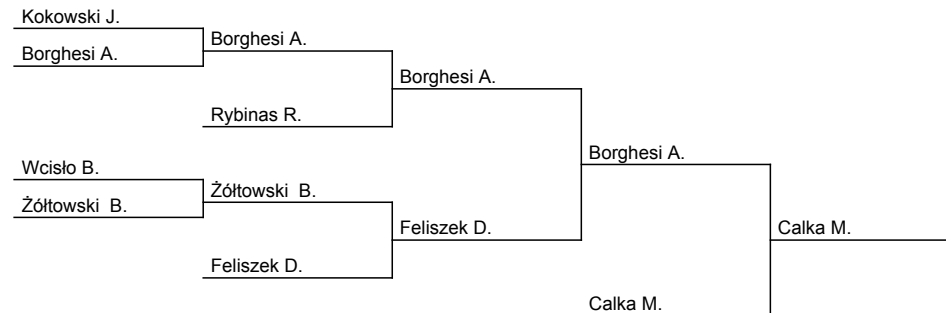 Kokowski J.
Borghesi A.
Borghesi A.
Borghesi A.
Rybinas R.
Borghesi A.
Wcisło B.
Żółtowski  B.
Żółtowski  B.
Feliszek D.
Calka M.
Feliszek D.
Calka M.